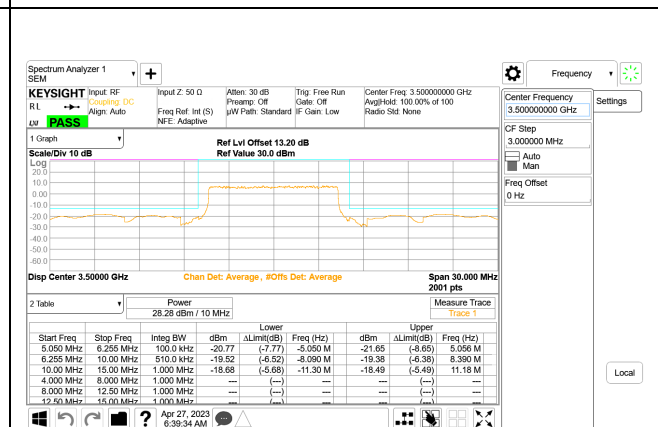 Spectrum Analyzer 1
SEM
Frequency
KEYSIGHT Input: RF Input Z: 50 Ω Atten: 30 dB Trig: Free Run Center Freq: 3.500000000 GHz
Coupling: DC Preamp: Off Gate: Off Avg|Hold: 100.00% of 100
RL Align: Auto Freq Ref: Int (S) µW Path: Standard IF Gain: Low Radio Std: None
NFE: Adaptive
PASS
Center Frequency
3.500000000 GHz
Settings
CF Step
3.000000 MHz
Auto
Man
Freq Offset
0 Hz
Local
1 Graph
Ref Lvl Offset 13.20 dB
Scale/Div 10 dB Ref Value 30.0 dBm
Log
20.0
10.0
0.00
-10.0
-20.0
-30.0
-40.0
-50.0
-60.0
Disp Center 3.50000 GHz Chan Det: Average, #Offs Det: Average Span 30.000 MHz
2001 pts
2 Table Power Measure Trace
28.28 dBm / 10 MHz Trace 1
Lower Upper
Start Freq Stop Freq Integ BW dBm ΔLimit(dB) Freq (Hz) dBm ΔLimit(dB) Freq (Hz)
5.050 MHz 6.255 MHz 100.0 kHz -20.77 (-7.77) -5.050 M -21.65 (-8.65) 5.056 M
6.255 MHz 10.00 MHz 510.0 kHz -19.52 (-6.52) -8.090 M -19.38 (-6.38) 8.390 M
10.00 MHz 15.00 MHz 1.000 MHz -18.68 (-5.68) -11.30 M -18.49 (-5.49) 11.18 M
4.000 MHz 8.000 MHz 1.000 MHz --- (---) --- --- (---) ---
8.000 MHz 12.50 MHz 1.000 MHz --- (---) --- --- (---) ---
12.50 MHz 15.00 MHz 1.000 MHz --- (---) --- --- (---) ---
? Apr 27, 2023
6:39:34 AM